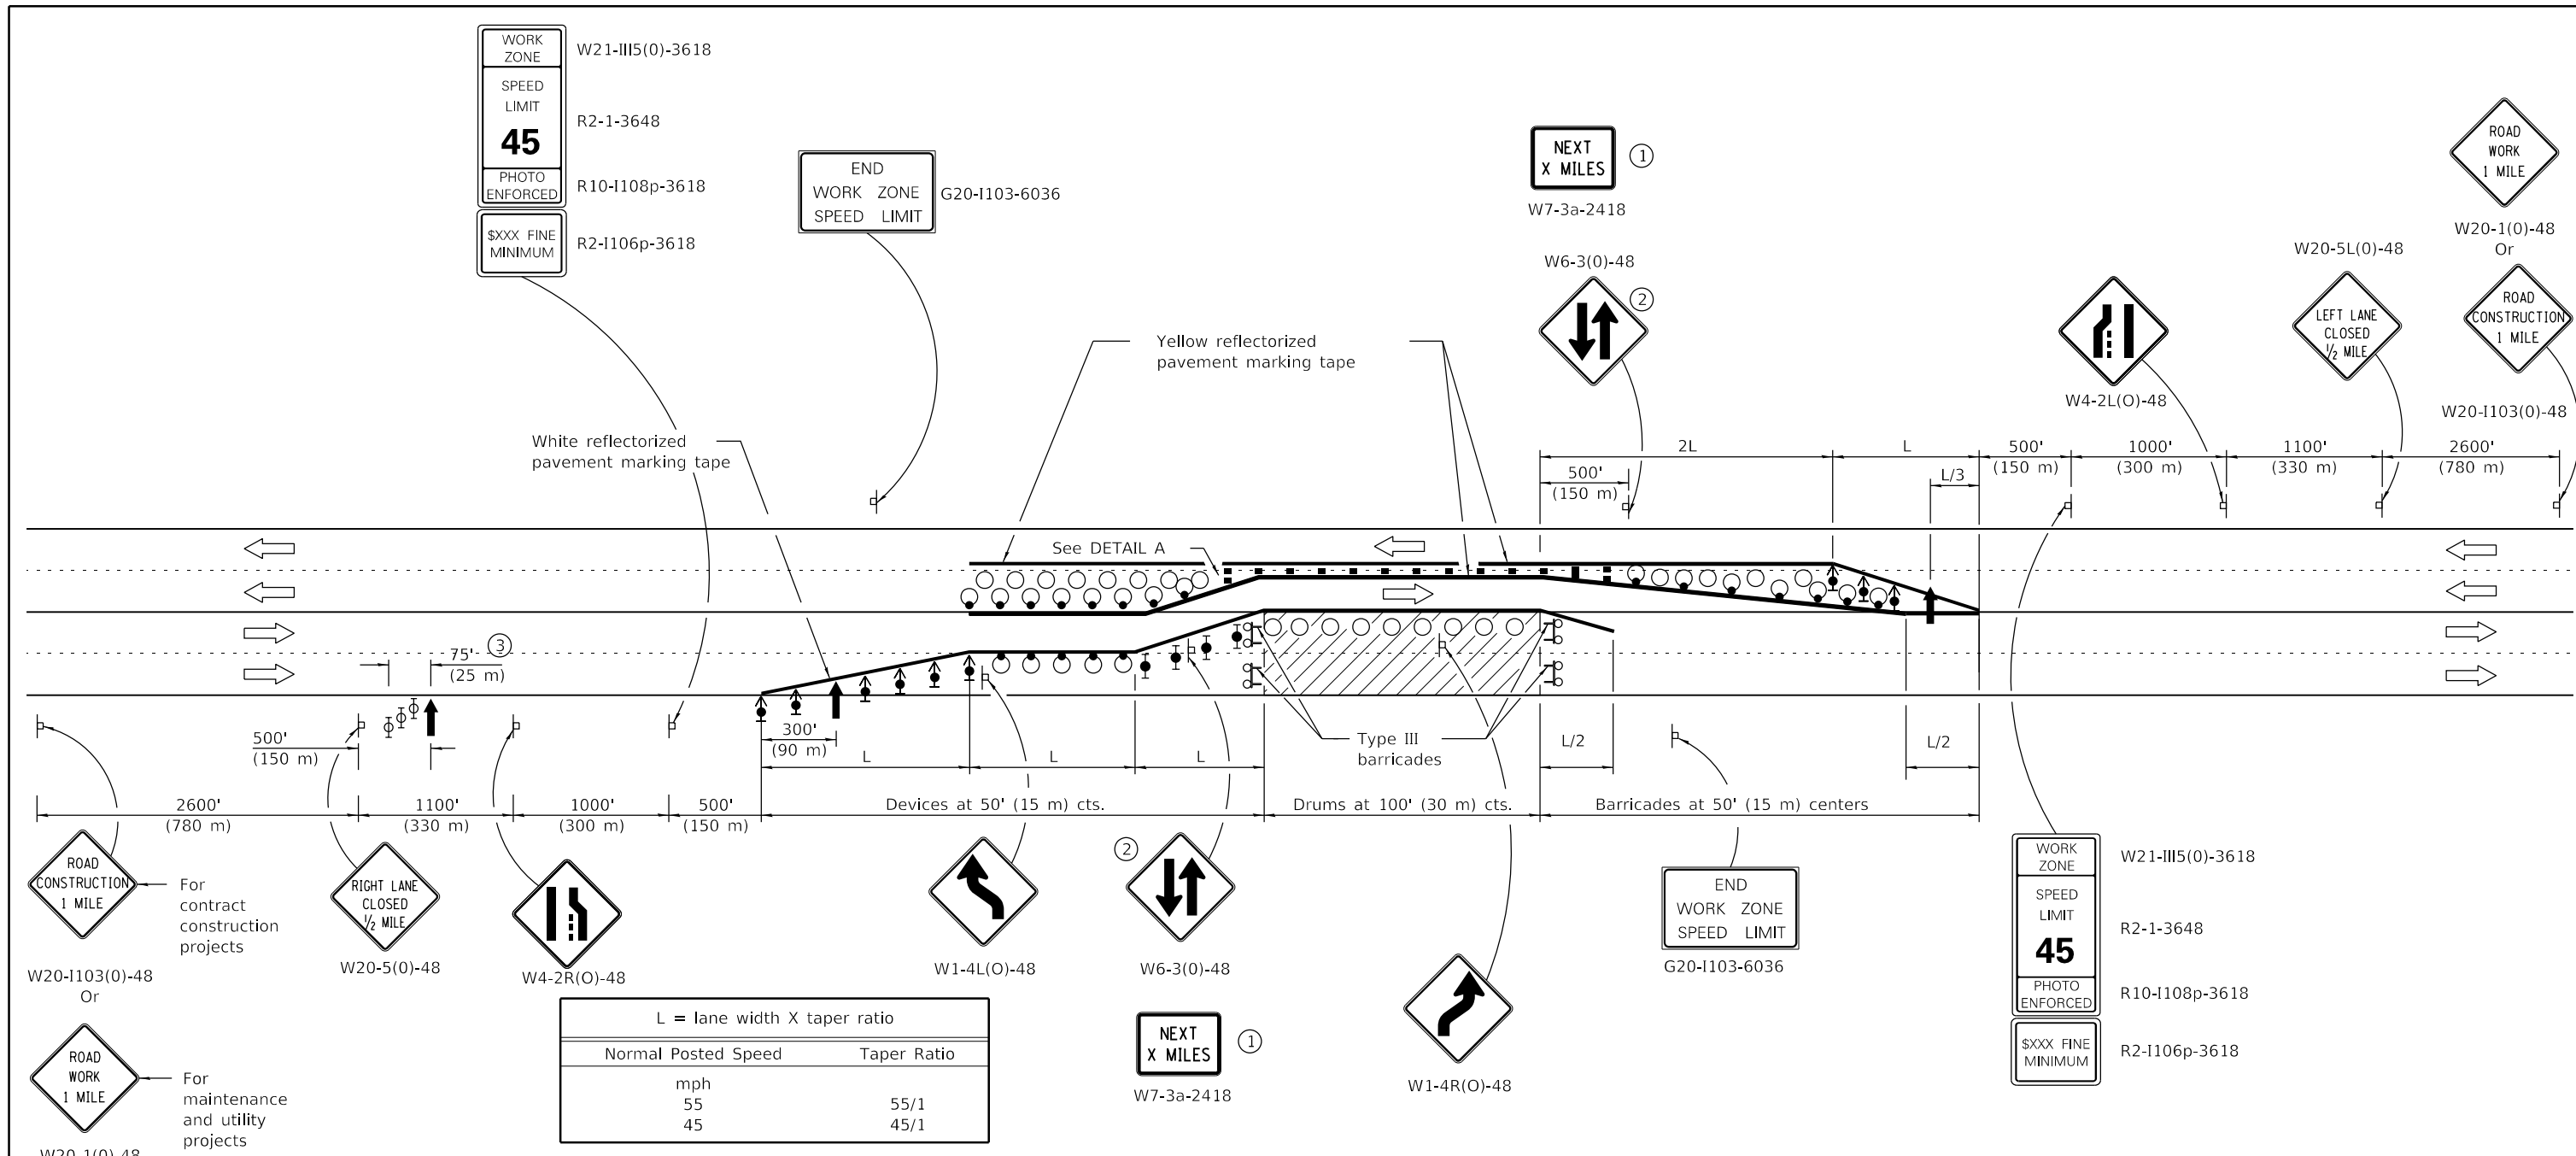 WORK
ZONE
W21-III5(0)-3618
SPEED
LIMIT
45
R2-1-3648
PHOTO
ENFORCED
R10-I108p-3618
$XXX FINE
MINIMUM
R2-I106p-3618
END
WORK ZONE
SPEED LIMIT
G20-I103-6036
NEXT
X MILES
1
W7-3a-2418
W6-3(0)-48
2
ROAD
WORK
1 MILE
W20-1(0)-48
Or
W20-5L(0)-48
LEFT LANE
CLOSED
1/2 MILE
ROAD
CONSTRUCTION
1 MILE
W4-2L(O)-48
W20-I103(0)-48
Yellow reflectorized
pavement marking tape
White reflectorized
pavement marking tape
2L
L
500'
(150 m)
1000'
(300 m)
1100'
(330 m)
2600'
(780 m)
500'
(150 m)
L/3
See DETAIL A
75'
(25 m)
3
500'
(150 m)
300'
(90 m)
L
L
L
Type III
barricades
L/2
L/2
2600'
(780 m)
1100'
(330 m)
1000'
(300 m)
500'
(150 m)
Devices at 50' (15 m) cts.
Drums at 100' (30 m) cts.
Barricades at 50' (15 m) centers
ROAD
CONSTRUCTION
1 MILE
For
contract
construction
projects
W20-I103(0)-48
Or
RIGHT LANE
CLOSED
1/2 MILE
W20-5(0)-48
W4-2R(O)-48
W1-4L(O)-48
2
W6-3(0)-48
NEXT
X MILES
1
W7-3a-2418
W1-4R(O)-48
END
WORK ZONE
SPEED LIMIT
G20-I103-6036
WORK
ZONE
W21-III5(0)-3618
SPEED
LIMIT
45
R2-1-3648
PHOTO
ENFORCED
R10-I108p-3618
$XXX FINE
MINIMUM
R2-I106p-3618
ROAD
WORK
1 MILE
For
maintenance
and utility
projects
W20-1(0)-48
L = lane width X taper ratio
Normal Posted Speed Taper Ratio
mph
55 55/1
45 45/1